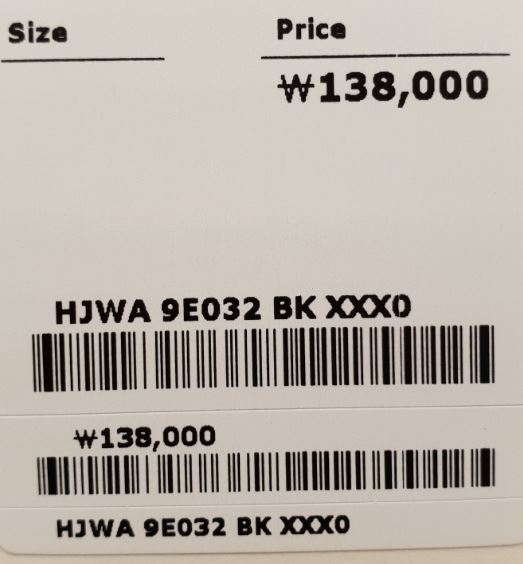 Size Price
₩138,000
HJWA 9E032 BK XXX0
₩138,000
HJWA 9E032 BK XXX0